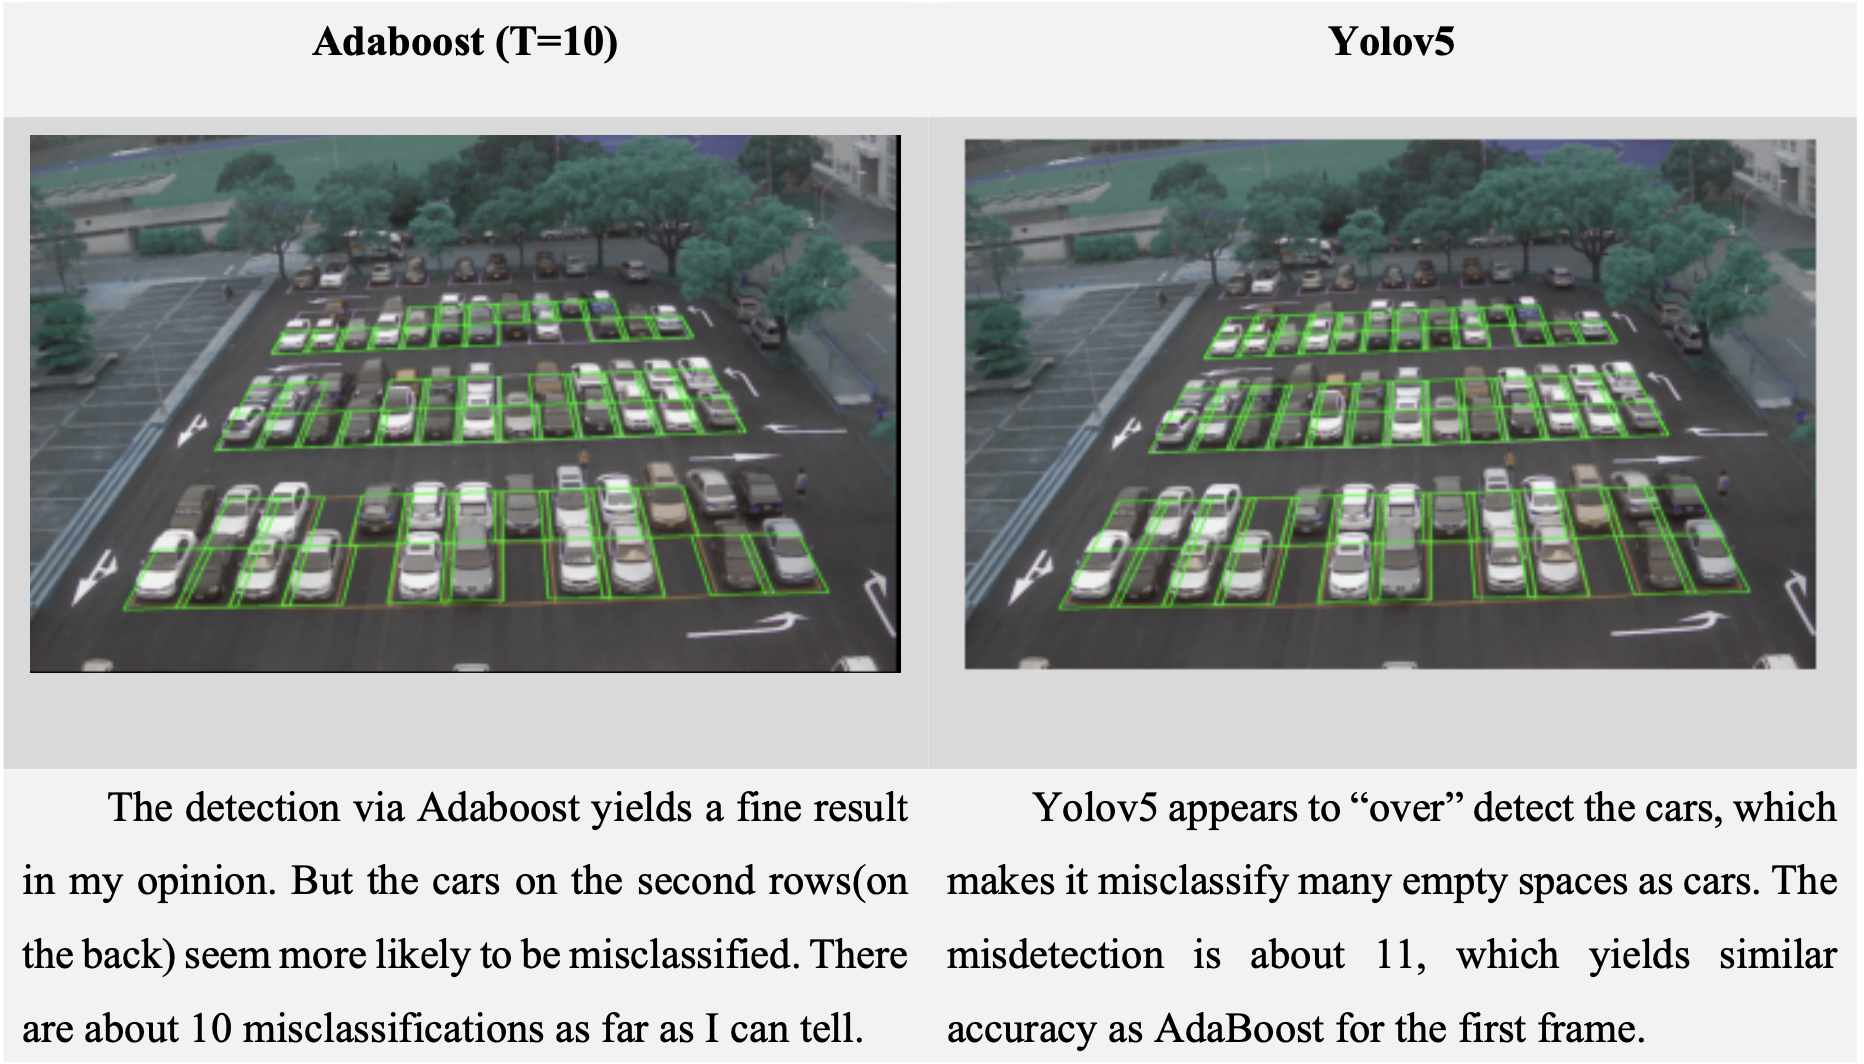 Adaboost (T=10)
Yolov5
The detection via Adaboost yields a fine result
in my opinion. But the cars on the second rows(on
the back) seem more likely to be misclassified. There
are about 10 misclassifications as far as I can tell.
Yolov5 appears to “over” detect the cars, which
makes it misclassify many empty spaces as cars. The
misdetection is about 11, which yields similar
accuracy as AdaBoost for the first frame.